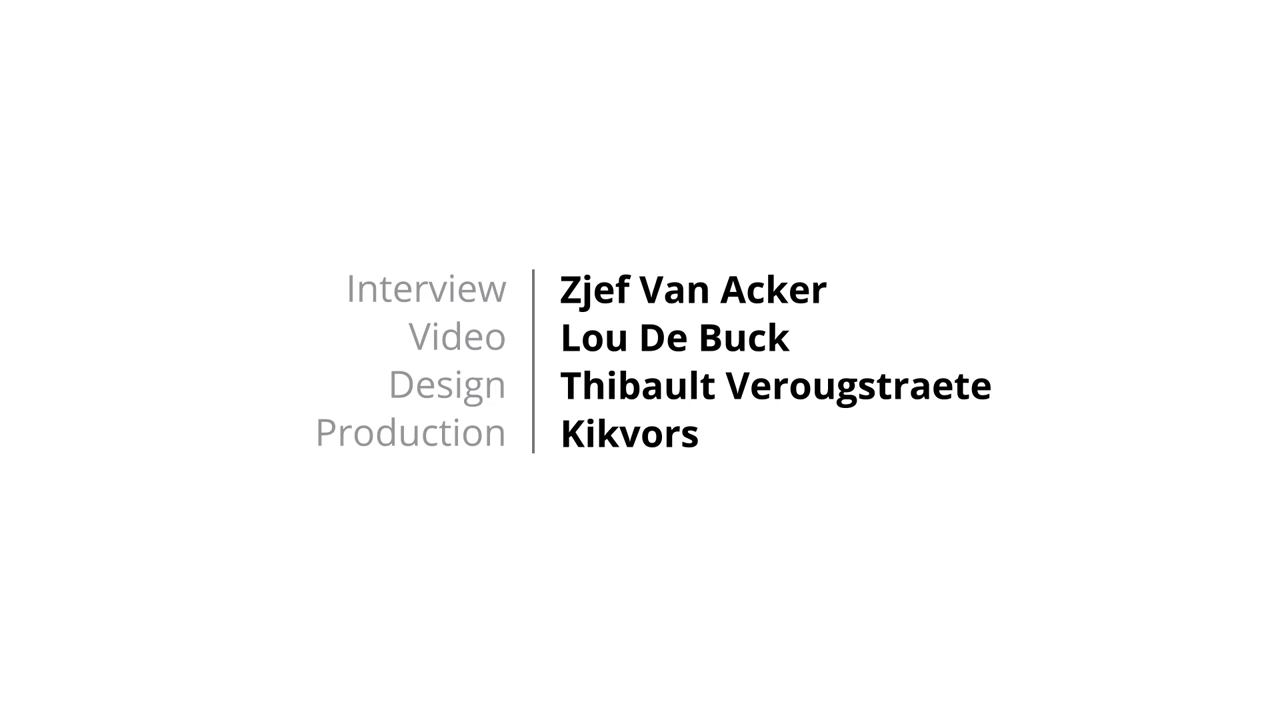 Interview Zjef Van Acker
Video Lou De Buck
Design Thibault Verougstraete
Production Kikvors